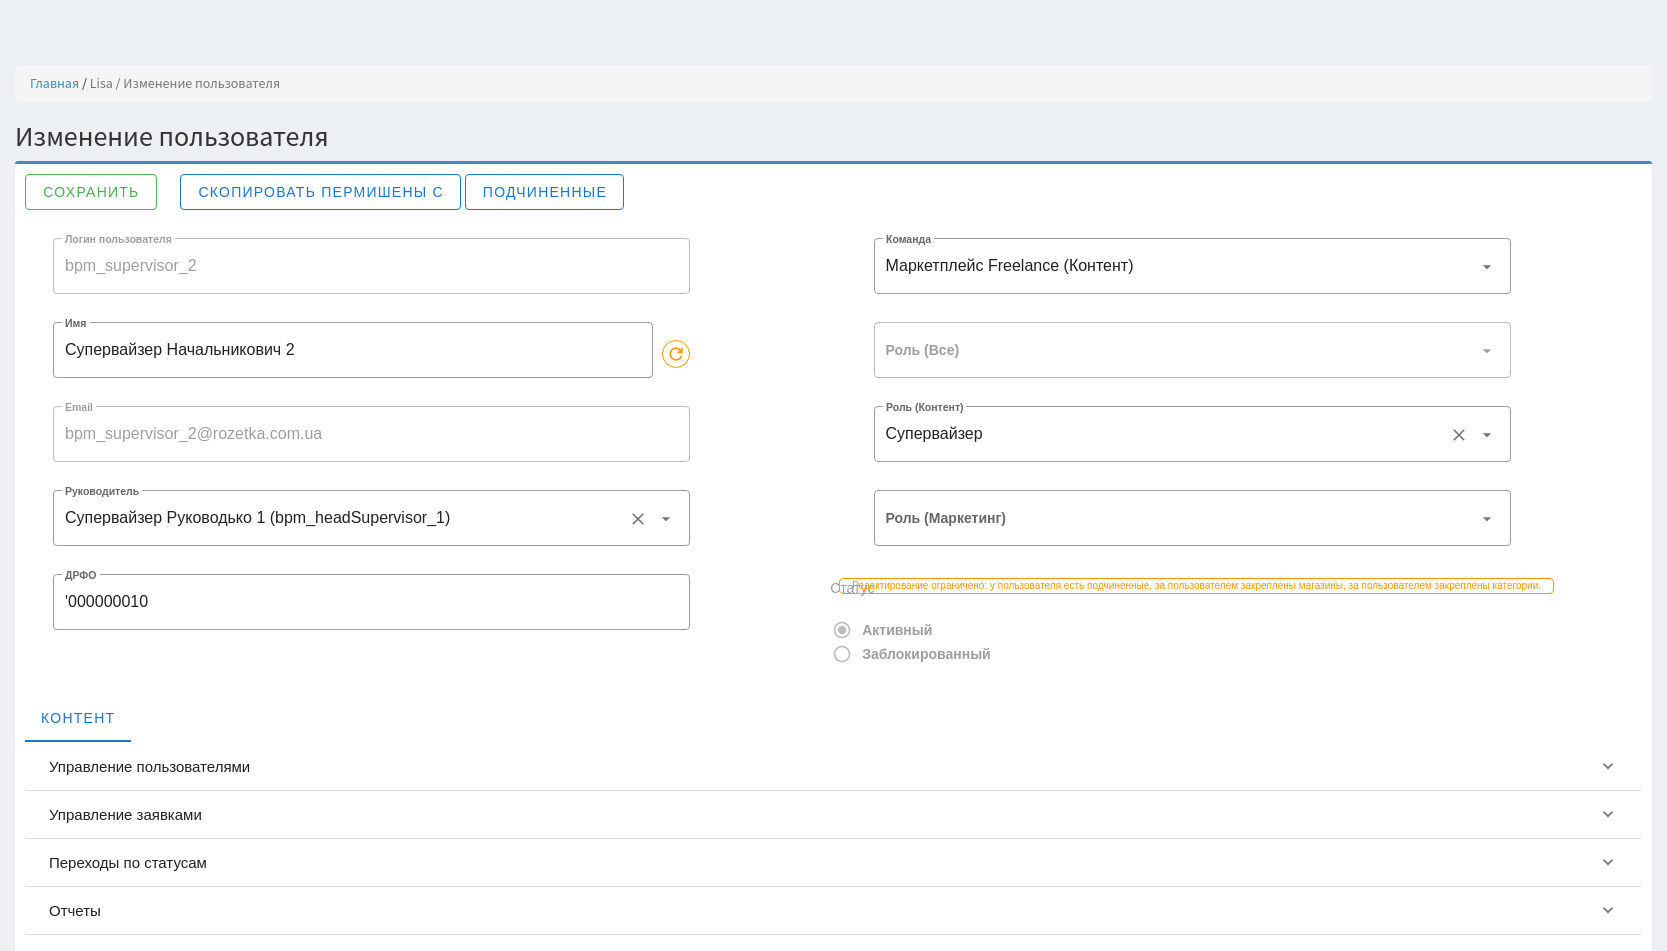 Главная / Lisa / Изменение пользователя
Изменение пользователя
СОХРАНИТЬ
СКОПИРОВАТЬ ПЕРМИШЕНЫ С
ПОДЧИНЕННЫЕ
Логин пользователя
bpm_supervisor_2
Имя
Супервайзер Начальникович 2
Email
bpm_supervisor_2@rozetka.com.ua
Руководитель
Супервайзер Руководько 1 (bpm_headSupervisor_1)
ДРФО
'000000010
Команда
Маркетплейс Freelance (Контент)
Роль (Все)
Роль (Контент)
Супервайзер
Роль (Маркетинг)
Статус
Редактирование ограничено: у пользователя есть подчиненные, за пользователем закреплены магазины, за пользователем закреплены категории.
Активный
Заблокированный
КОНТЕНТ
Управление пользователями
Управление заявками
Переходы по статусам
Отчеты